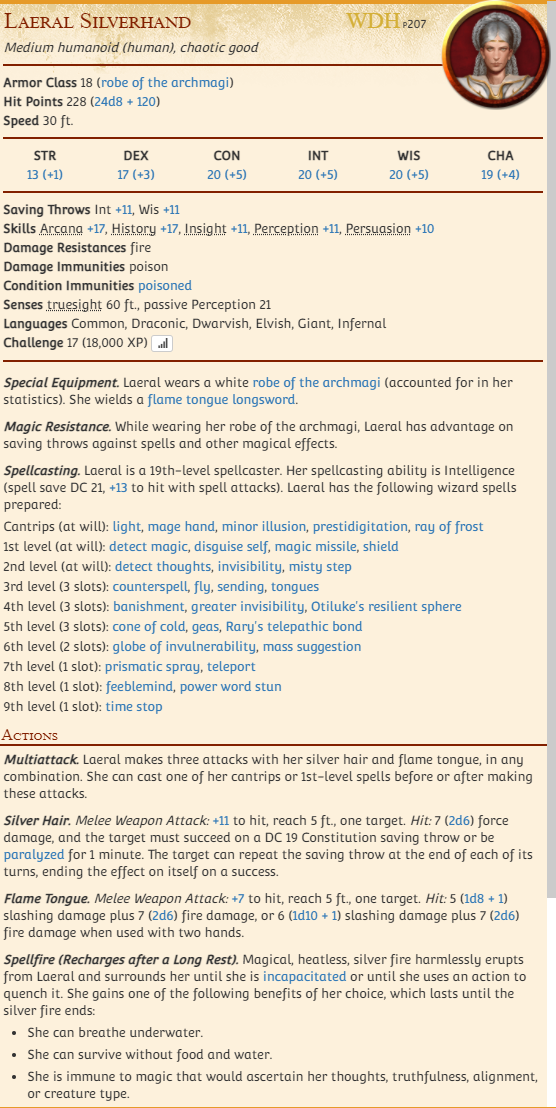 Laeral Silverhand
WDH P207
Medium humanoid (human), chaotic good
Armor Class 18 (robe of the archmagi)
Hit Points 228 (24d8 + 120)
Speed 30 ft.
STR DEX CON INT WIS CHA
13 (+1) 17 (+3) 20 (+5) 20 (+5) 20 (+5) 19 (+4)
Saving Throws Int +11, Wis +11
Skills Arcana +17, History +17, Insight +11, Perception +11, Persuasion +10
Damage Resistances fire
Damage Immunities poison
Condition Immunities poisoned
Senses truesight 60 ft., passive Perception 21
Languages Common, Draconic, Dwarvish, Elvish, Giant, Infernal
Challenge 17 (18,000 XP)
Special Equipment. Laeral wears a white robe of the archmagi (accounted for in her
statistics). She wields a flame tongue longsword.
Magic Resistance. While wearing her robe of the archmagi, Laeral has advantage on
saving throws against spells and other magical effects.
Spellcasting. Laeral is a 19th-level spellcaster. Her spellcasting ability is Intelligence
(spell save DC 21, +13 to hit with spell attacks). Laeral has the following wizard spells
prepared:
Cantrips (at will): light, mage hand, minor illusion, prestidigitation, ray of frost
1st level (at will): detect magic, disguise self, magic missile, shield
2nd level (at will): detect thoughts, invisibility, misty step
3rd level (3 slots): counterspell, fly, sending, tongues
4th level (3 slots): banishment, greater invisibility, Otiluke's resilient sphere
5th level (3 slots): cone of cold, geas, Rary's telepathic bond
6th level (2 slots): globe of invulnerability, mass suggestion
7th level (1 slot): prismatic spray, teleport
8th level (1 slot): feeblemind, power word stun
9th level (1 slot): time stop
Actions
Multiattack. Laeral makes three attacks with her silver hair and flame tongue, in any
combination. She can cast one of her cantrips or 1st-level spells before or after making
these attacks.
Silver Hair. Melee Weapon Attack: +11 to hit, reach 5 ft., one target. Hit: 7 (2d6) force
damage, and the target must succeed on a DC 19 Constitution saving throw or be
paralyzed for 1 minute. The target can repeat the saving throw at the end of each of its
turns, ending the effect on itself on a success.
Flame Tongue. Melee Weapon Attack: +7 to hit, reach 5 ft., one target. Hit: 5 (1d8 + 1)
slashing damage plus 7 (2d6) fire damage, or 6 (1d10 + 1) slashing damage plus 7 (2d6)
fire damage when used with two hands.
Spellfire (Recharges after a Long Rest). Magical, heatless, silver fire harmlessly erupts
from Laeral and surrounds her until she is incapacitated or until she uses an action to
quench it. She gains one of the following benefits of her choice, which lasts until the
silver fire ends:
• She can breathe underwater.
• She can survive without food and water.
• She is immune to magic that would ascertain her thoughts, truthfulness, alignment,
or creature type.